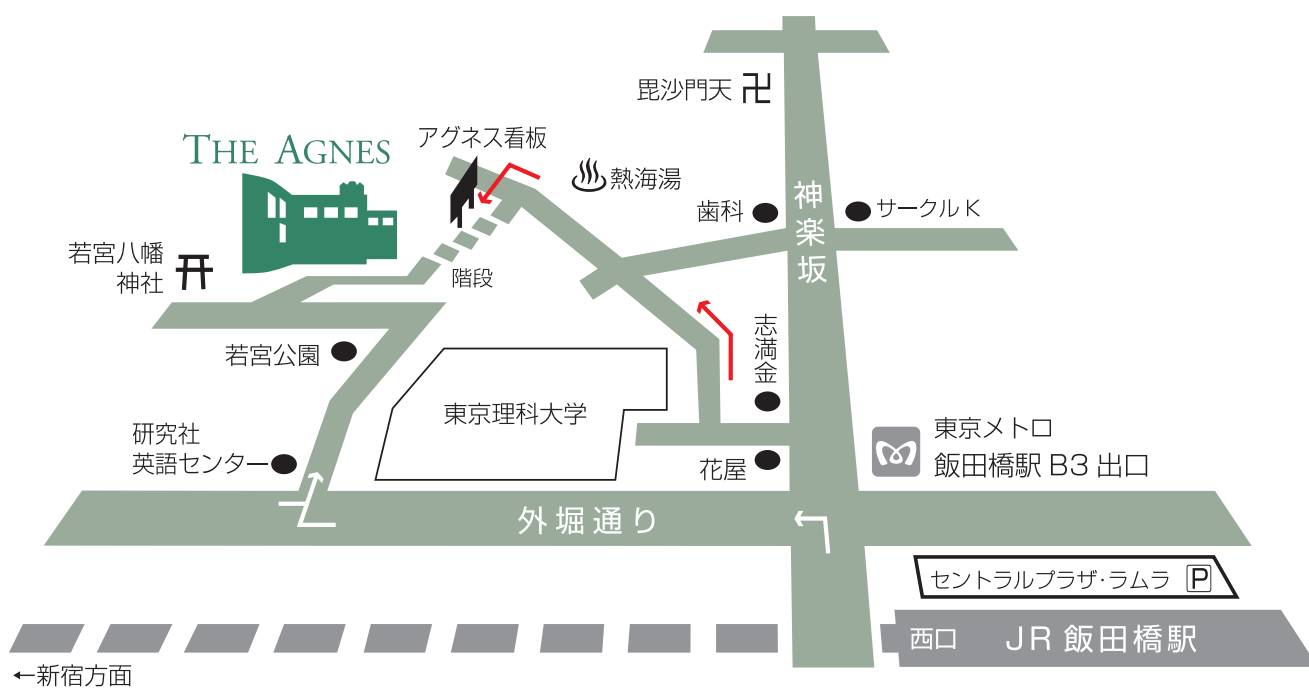 毘沙門天
アグネス看板
THE AGNES
熱海湯
歯科
神楽坂
サークルK
若宮八幡
神社
階段
志満金
若宮公園
東京理科大学
研究社
英語センター
花屋
東京メトロ
飯田橋駅 B3 出口
外堀通り
セントラルプラザ・ラムラ P
西口 JR 飯田橋駅
←新宿方面